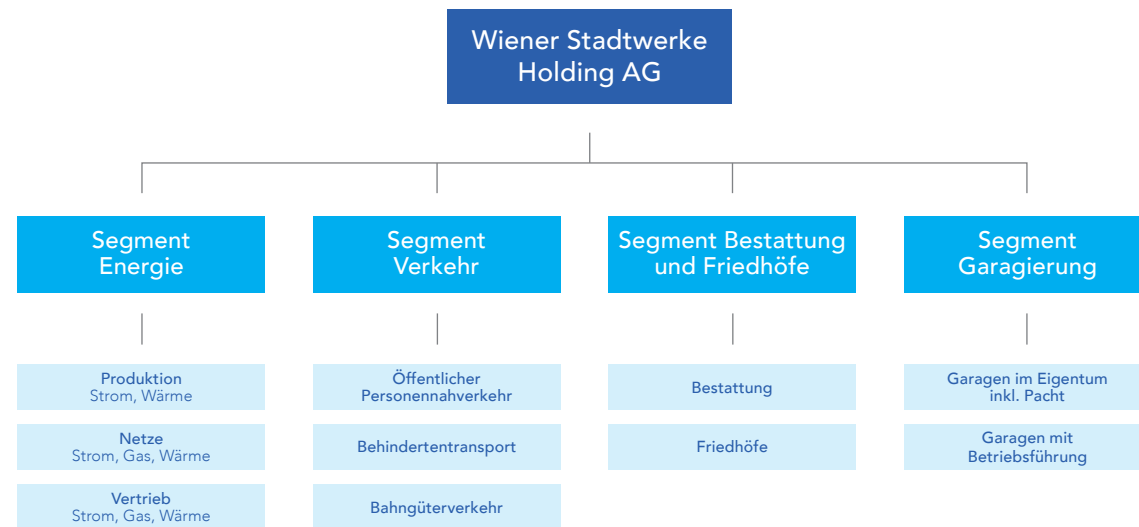 Wiener Stadtwerke
Holding AG
Segment
Energie
Segment
Verkehr
Segment Bestattung
und Friedhöfe
Segment
Garagierung
Produktion
Strom, Wärme
Öffentlicher
Personennahverkehr
Bestattung
Garagen im Eigentum
inkl. Pacht
Netze
Strom, Gas, Wärme
Behindertentransport
Friedhöfe
Garagen mit
Betriebsführung
Vertrieb
Strom, Gas, Wärme
Bahngüterverkehr